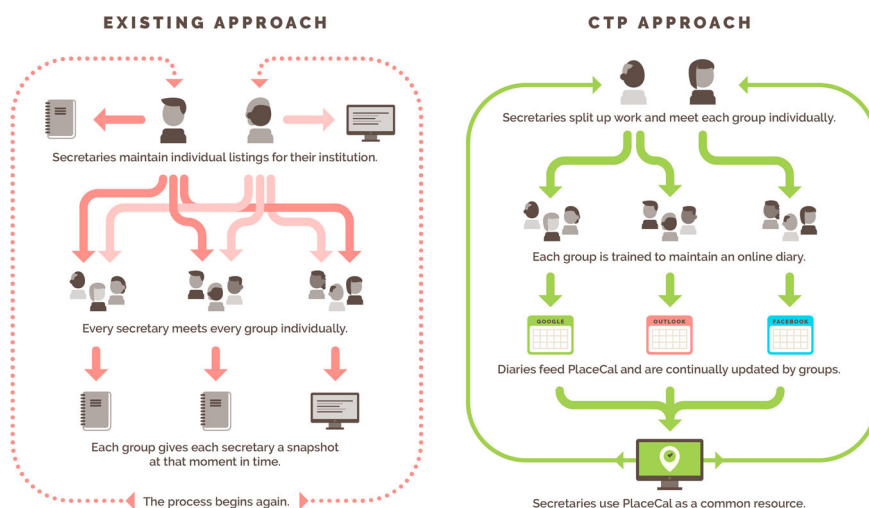 EXISTING APPROACH
Secretaries maintain individual listings for their institution.
Every secretary meets every group individually.
Each group gives each secretary a snapshot
at that moment in time.
The process begins again.
CTP APPROACH
Secretaries split up work and meet each group individually.
Each group is trained to maintain an online diary.
GOOGLE
OUTLOOK
FACEBOOK
Diaries feed PlaceCal and are continually updated by groups.
Secretaries use PlaceCal as a common resource.